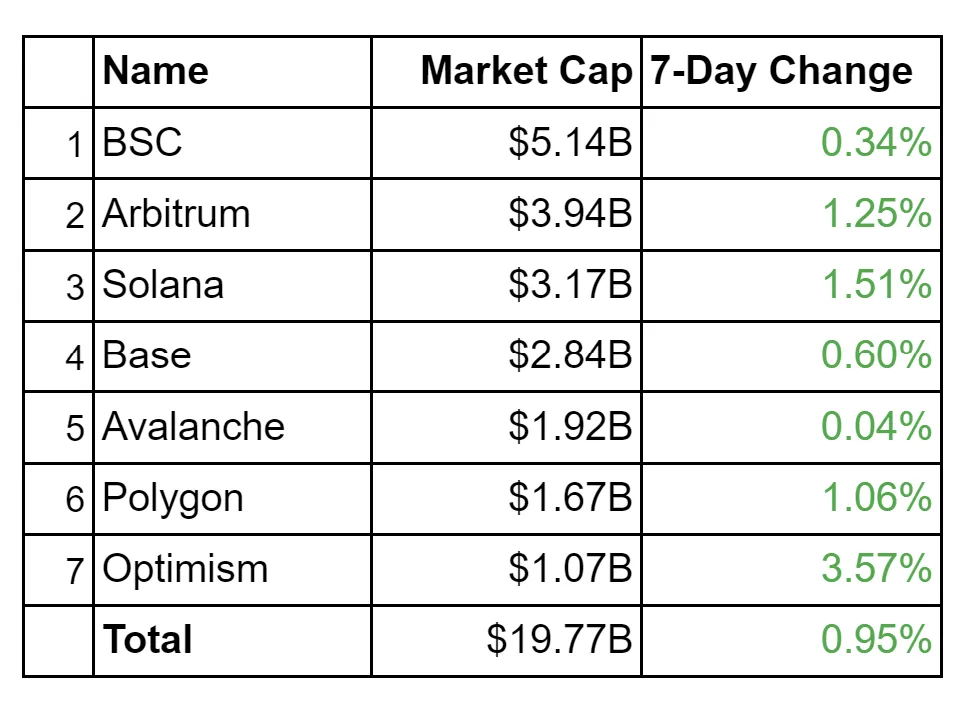 Name Market Cap 7-Day Change
1 BSC $5.14B 0.34%
2 Arbitrum $3.94B 1.25%
3 Solana $3.17B 1.51%
4 Base $2.84B 0.60%
5 Avalanche $1.92B 0.04%
6 Polygon $1.67B 1.06%
7 Optimism $1.07B 3.57%
Total $19.77B 0.95%